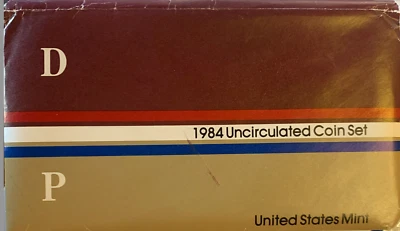 D
1984 Uncirculated Coin Set
P
United States Mint